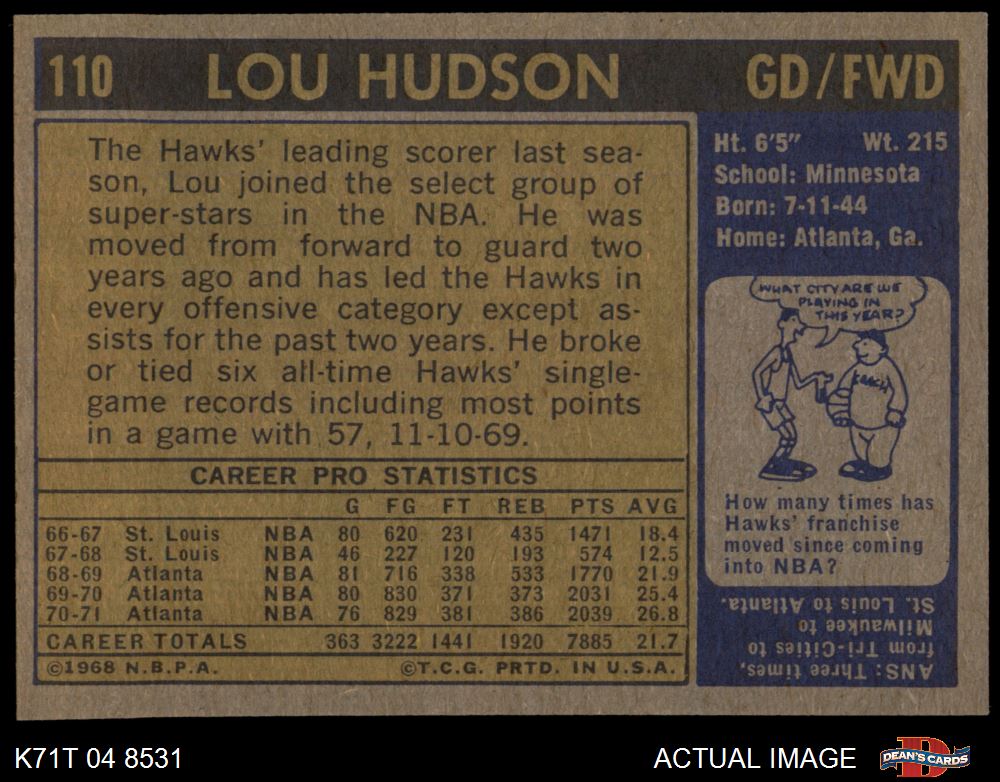 110 LOU HUDSON GD/FWD
The Hawks' leading scorer last sea-
son, Lou joined the select group of
super-stars in the NBA. He was
moved from forward to guard two
years ago and has led the Hawks in
every offensive category except as-
sists for the past two years. He broke
or tied six all-time Hawks' single-
game records including most points
in a game with 57, 11-10-69.
CAREER PRO STATISTICS
G FG FT REB PTS AVG
66-67 St. Louis NBA 80 620 231 435 1471 18.4
67-68 St. Louis NBA 46 227 120 193 574 12.5
68-69 Atlanta NBA 81 716 338 533 1770 21.9
69-70 Atlanta NBA 80 830 371 373 2031 25.4
70-71 Atlanta NBA 76 829 381 386 2039 26.8
CAREER TOTALS 363 3222 1441 1920 7885 21.7
©1968 N.B.P.A. ©T.C.G. PRTD. IN U.S.A.
Ht. 6'5" Wt. 215
School: Minnesota
Born: 7-11-44
Home: Atlanta, Ga.
WHAT CITY ARE WE
PLAYING IN
THIS YEAR?
COACH
How many times has
Hawks' franchise
moved since coming
into NBA?
ANS: Three times,
from Tri-Cities to
Milwaukee to
St. Louis to Atlanta.
K71T 04 8531 ACTUAL IMAGE
D
DEAN'S CARDS